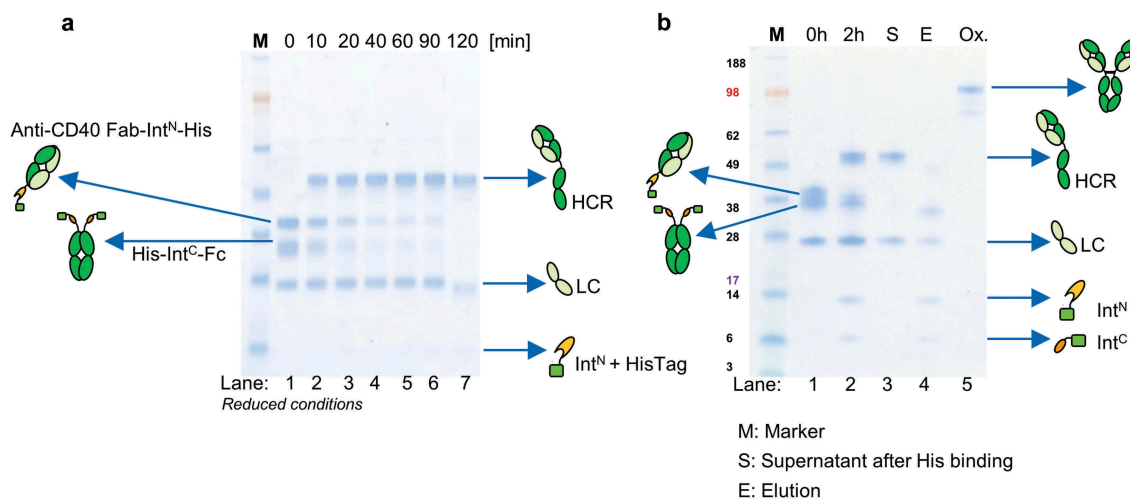 a
M 0 10 20 40 60 90 120 [min]
Anti-CD40 Fab-Intᴺ-His
His-Intᶜ-Fc
HCR
LC
Intᴺ + HisTag
Lane: 1 2 3 4 5 6 7
Reduced conditions
b
M 0h 2h S E Ox.
188
98
62
49
38
28
17
14
6
3
HCR
LC
Intᴺ
Intᶜ
Lane: 1 2 3 4 5
M: Marker
S: Supernatant after His binding
E: Elution